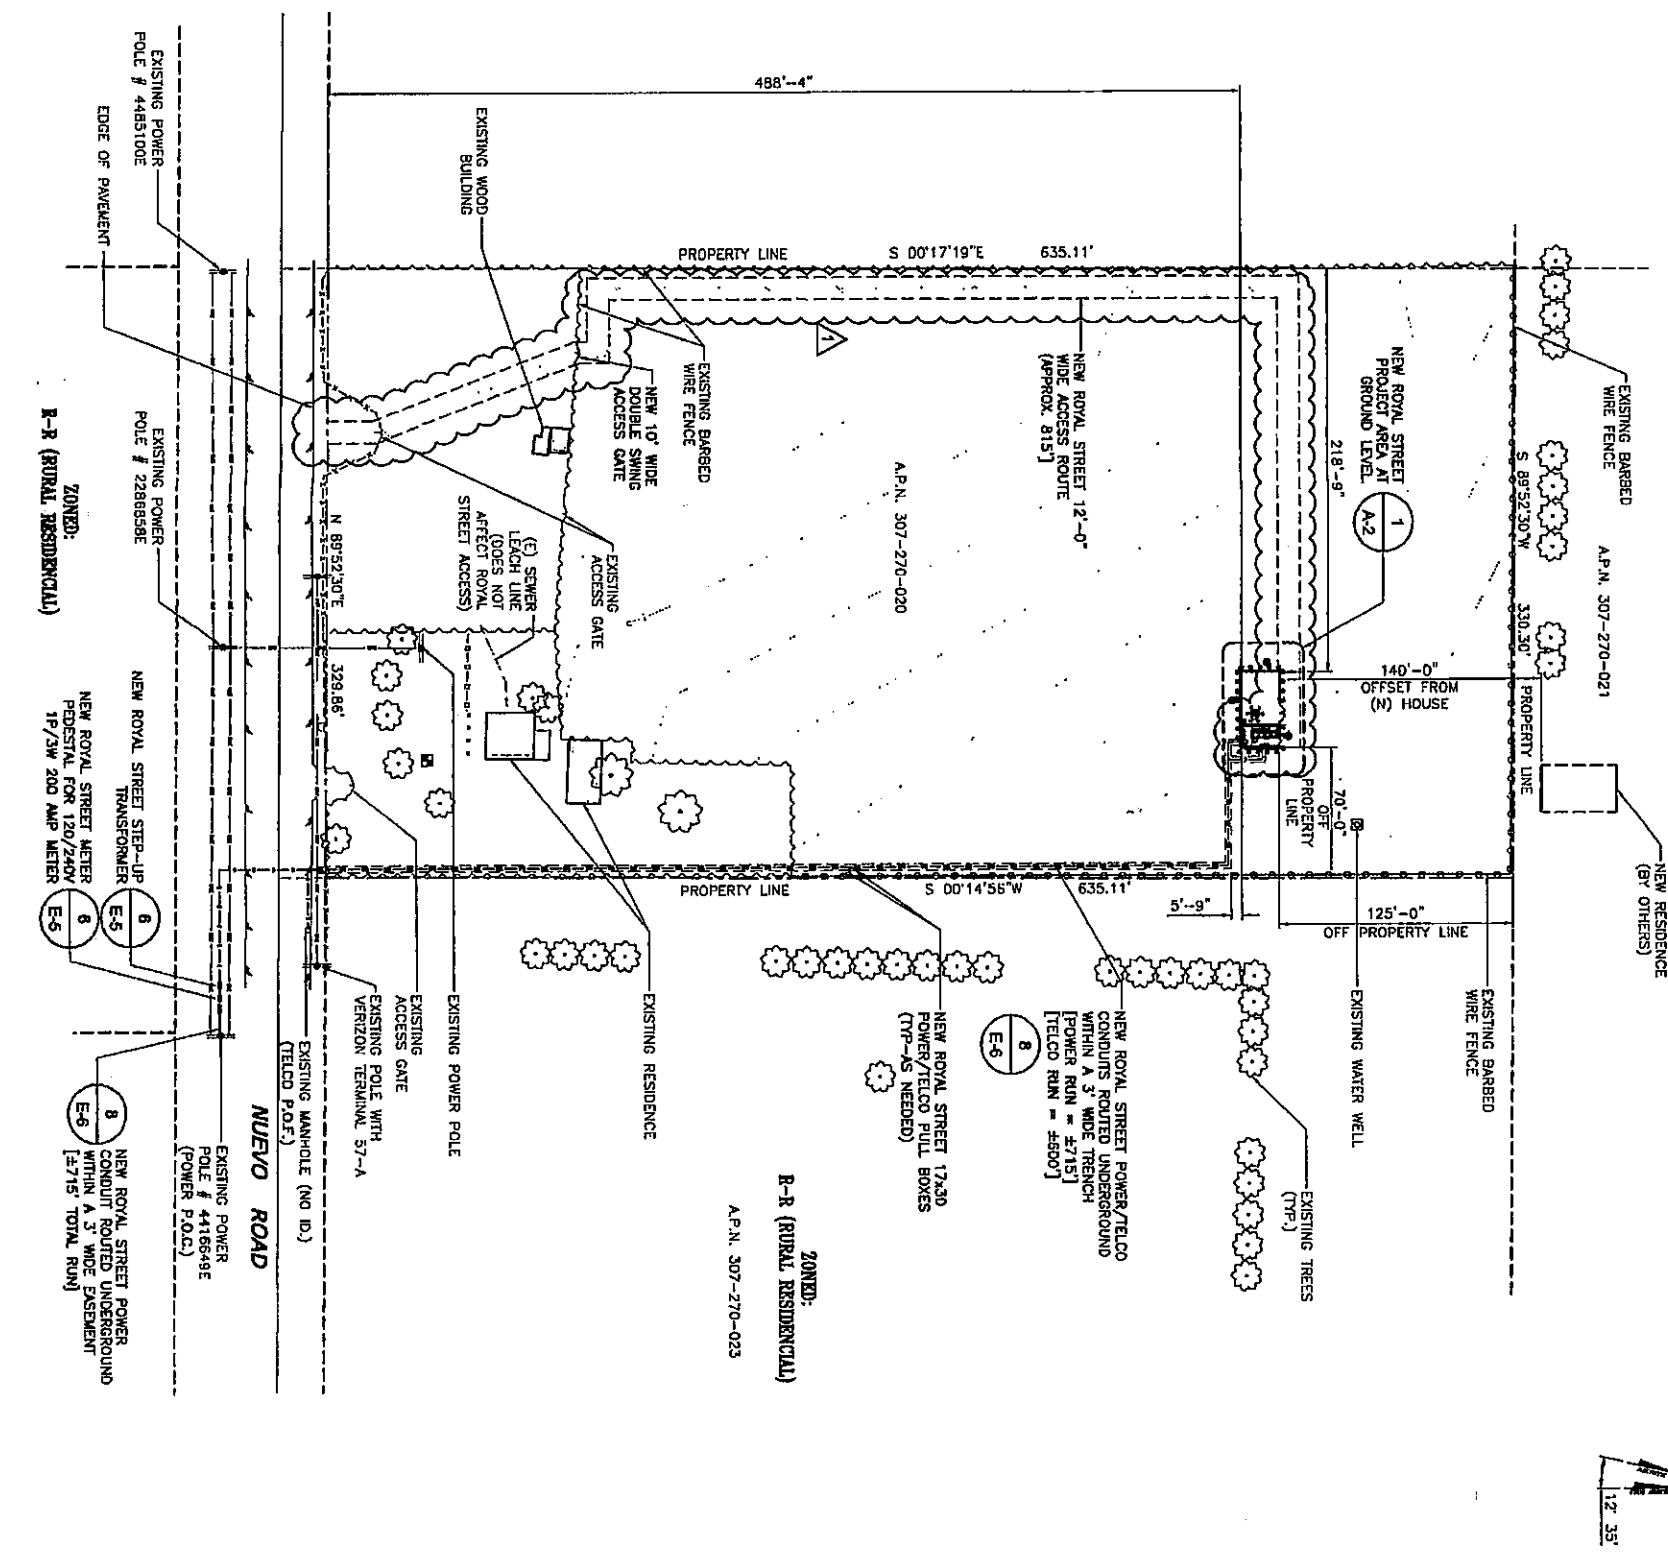 EXISTING POWER
POLE # 4485100E
EDGE OF PAVEMENT
488'-4"
EXISTING WOOD
BUILDING
PROPERTY LINE
S 00°17'19"E
635.11'
EXISTING BARBED
WIRE FENCE
S 89°52'30"W
330.30'
PROPERTY LINE
A.P.N. 307-270-021
NEW RESIDENCE
(BY OTHERS)
NEW ROYAL STREET
PROJECT AREA AT
GROUND LEVEL
1
A-2
218'-9"
140'-0"
OFFSET FROM
(N) HOUSE
NEW ROYAL STREET 12'-0"
WIDE ACCESS ROUTE
(APPROX. 815')
1
A.P.N. 307-270-020
EXISTING BARBED
WIRE FENCE
NEW 10' WIDE
DOUBLE SWING
ACCESS GATE
EXISTING
ACCESS GATE
(E) SEWER
LEACH LINE
(DOES NOT
AFFECT ROYAL
STREET ACCESS)
N 89°52'30"E
329.86'
R-R (RURAL RESIDENCIAL)
ZONED:
EXISTING POWER
POLE # 2286858E
NEW ROYAL STREET STEP-UP
TRANSFORMER
6
E-5
NEW ROYAL STREET METER
PEDESTAL FOR 120/240V
1P/3W 200 AMP METER
6
E-5
70'-0"
OFF
PROPERTY
LINE
PROPERTY LINE
S 00°14'56"W
635.11'
5'-9"
125'-0"
OFF PROPERTY LINE
EXISTING WATER WELL
EXISTING BARBED
WIRE FENCE
EXISTING TREES
(TYP.)
NEW ROYAL STREET POWER/TELCO
CONDUITS ROUTED UNDERGROUND
WITHIN A 3' WIDE TRENCH
[POWER RUN = ±715']
[TELCO RUN = ±600']
8
E-6
NEW ROYAL STREET 17x30
POWER/TELCO PULL BOXES
(TYP-AS NEEDED)
EXISTING RESIDENCE
EXISTING POWER POLE
EXISTING
ACCESS GATE
EXISTING POLE WITH
VERIZON TERMINAL 57-A
EXISTING MANHOLE (NO ID.)
(TELCO P.O.F.)
NUEVO ROAD
EXISTING POWER
POLE # 4416649E
(POWER P.O.C.)
8
E-6
NEW ROYAL STREET POWER
CONDUIT ROUTED UNDERGROUND
WITHIN A 3' WIDE EASEMENT
[±715' TOTAL RUN]
ZONED:
R-R (RURAL RESIDENCIAL)
A.P.N. 307-270-023
12° 35'